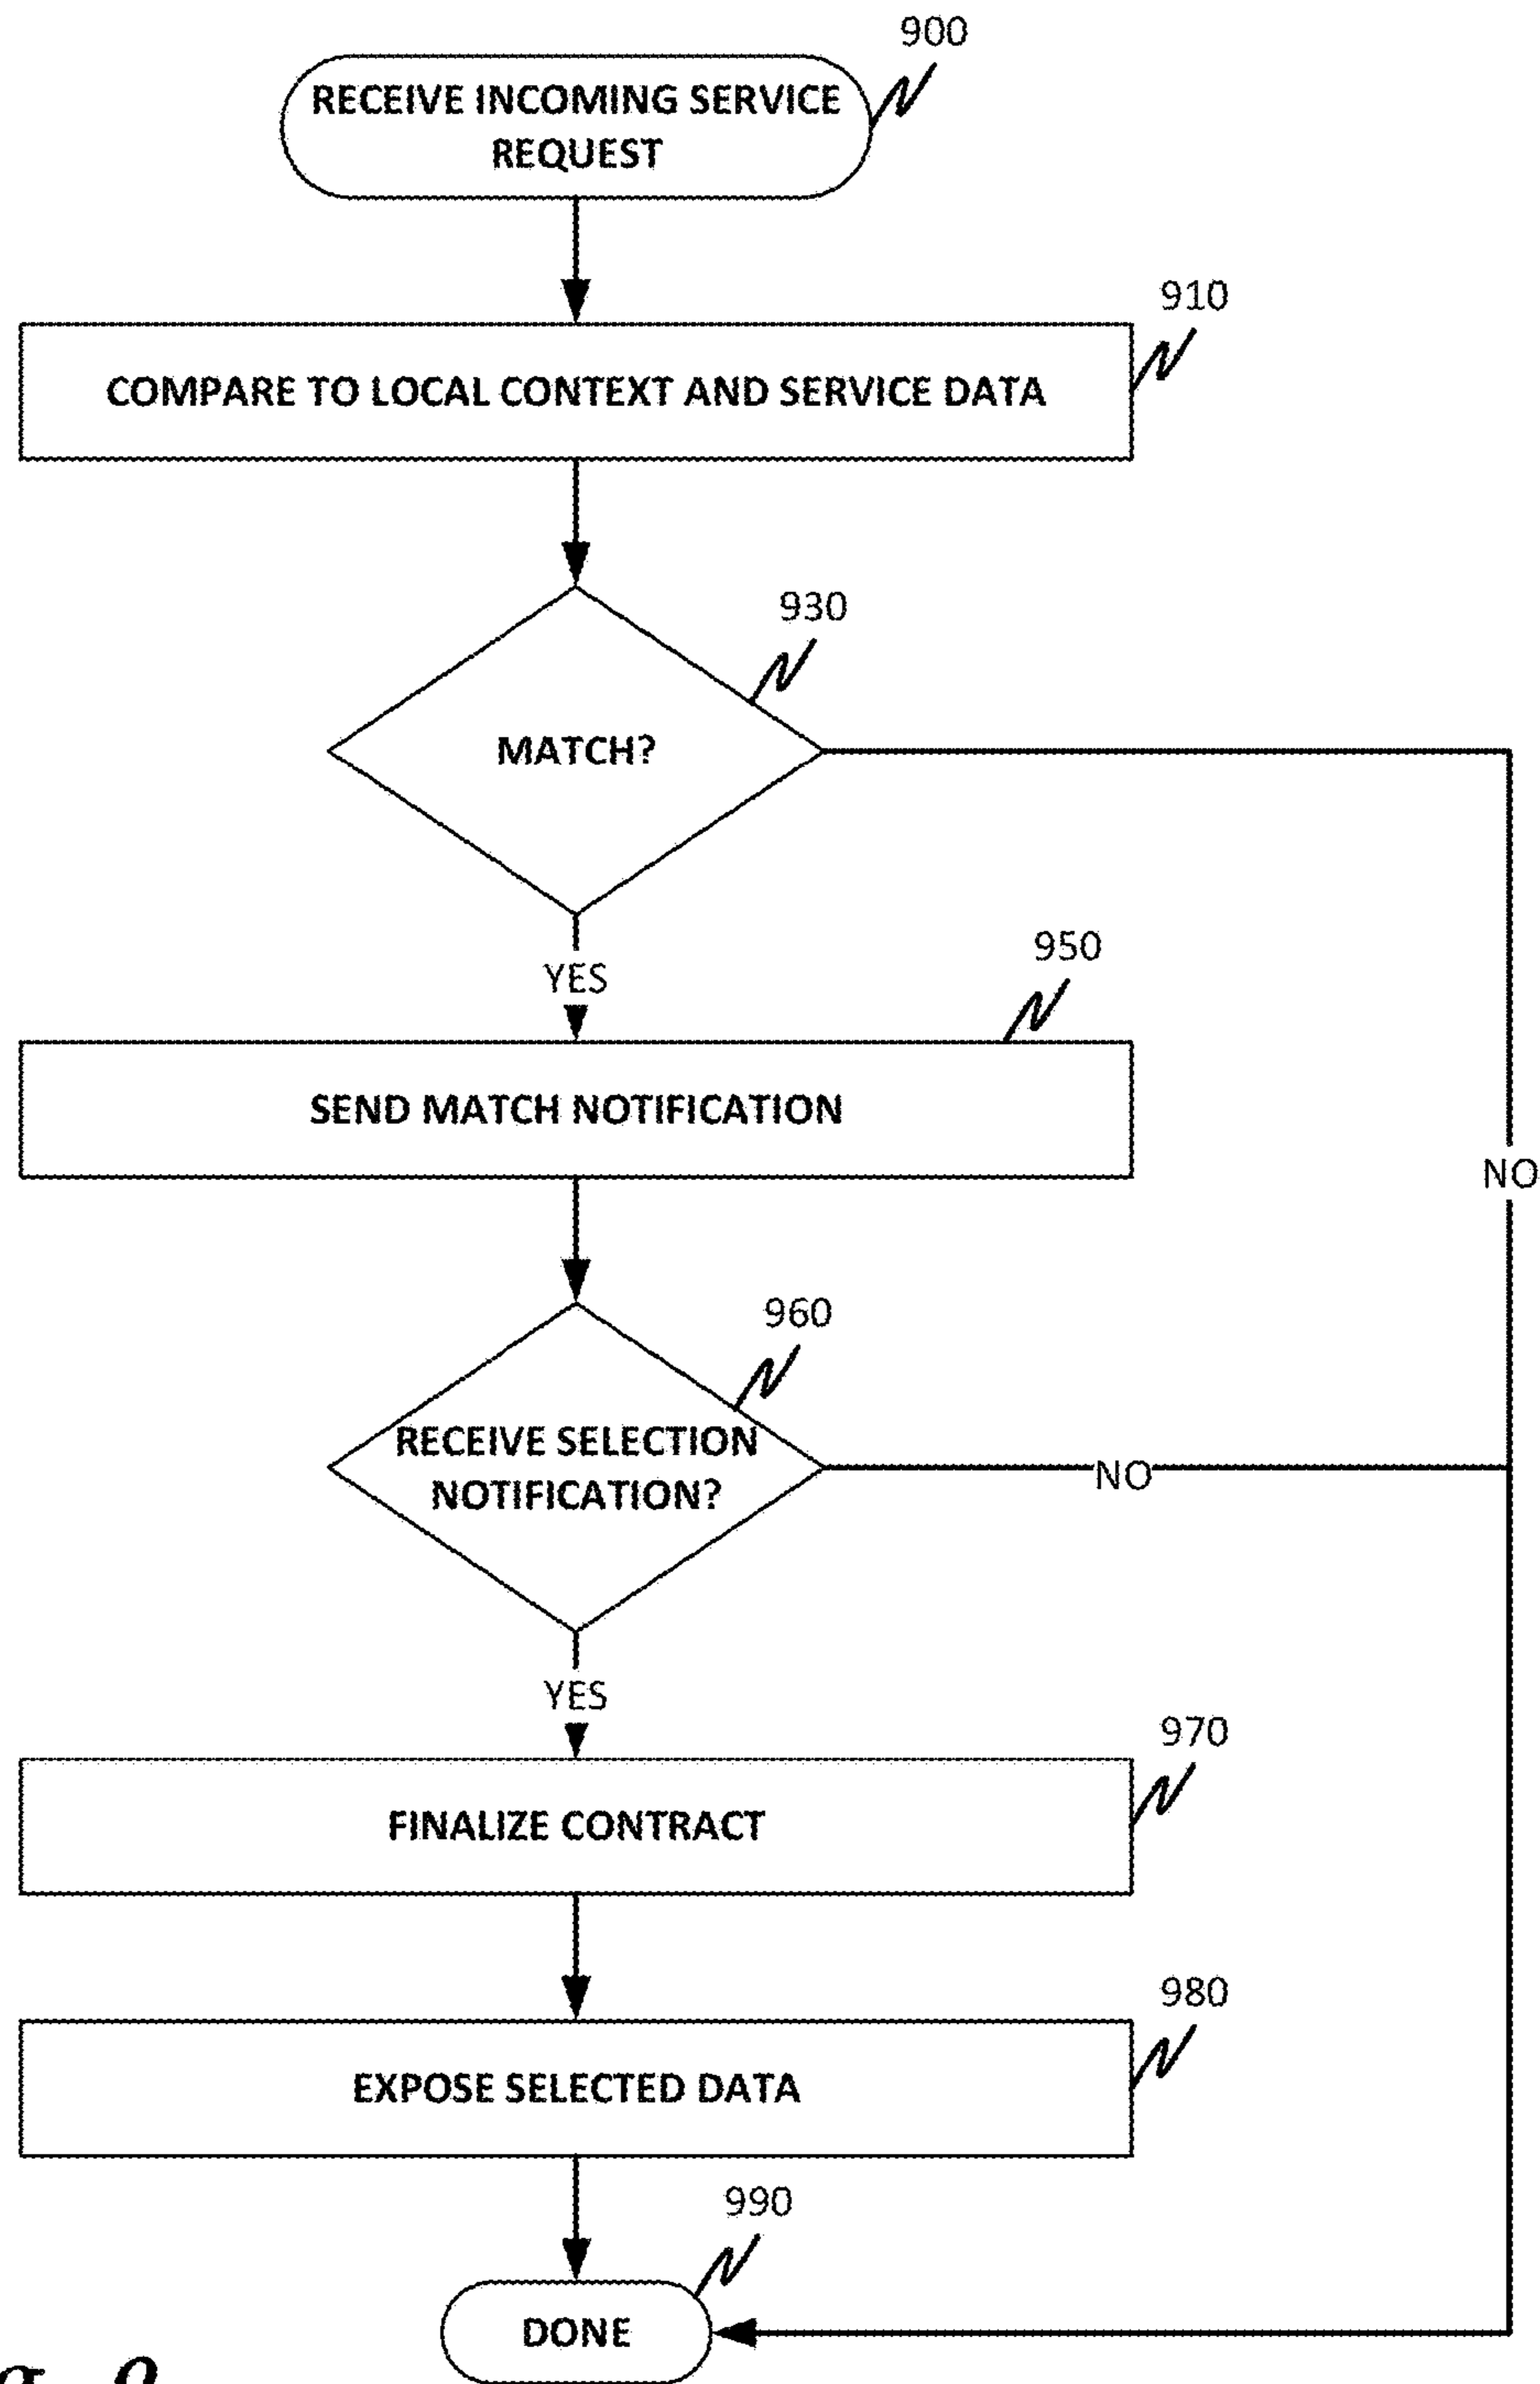 900
RECEIVE INCOMING SERVICE
REQUEST
910
COMPARE TO LOCAL CONTEXT AND SERVICE DATA
930
MATCH?
YES
950
SEND MATCH NOTIFICATION
NO
960
RECEIVE SELECTION
NOTIFICATION?
NO
YES
970
FINALIZE CONTRACT
980
EXPOSE SELECTED DATA
990
DONE